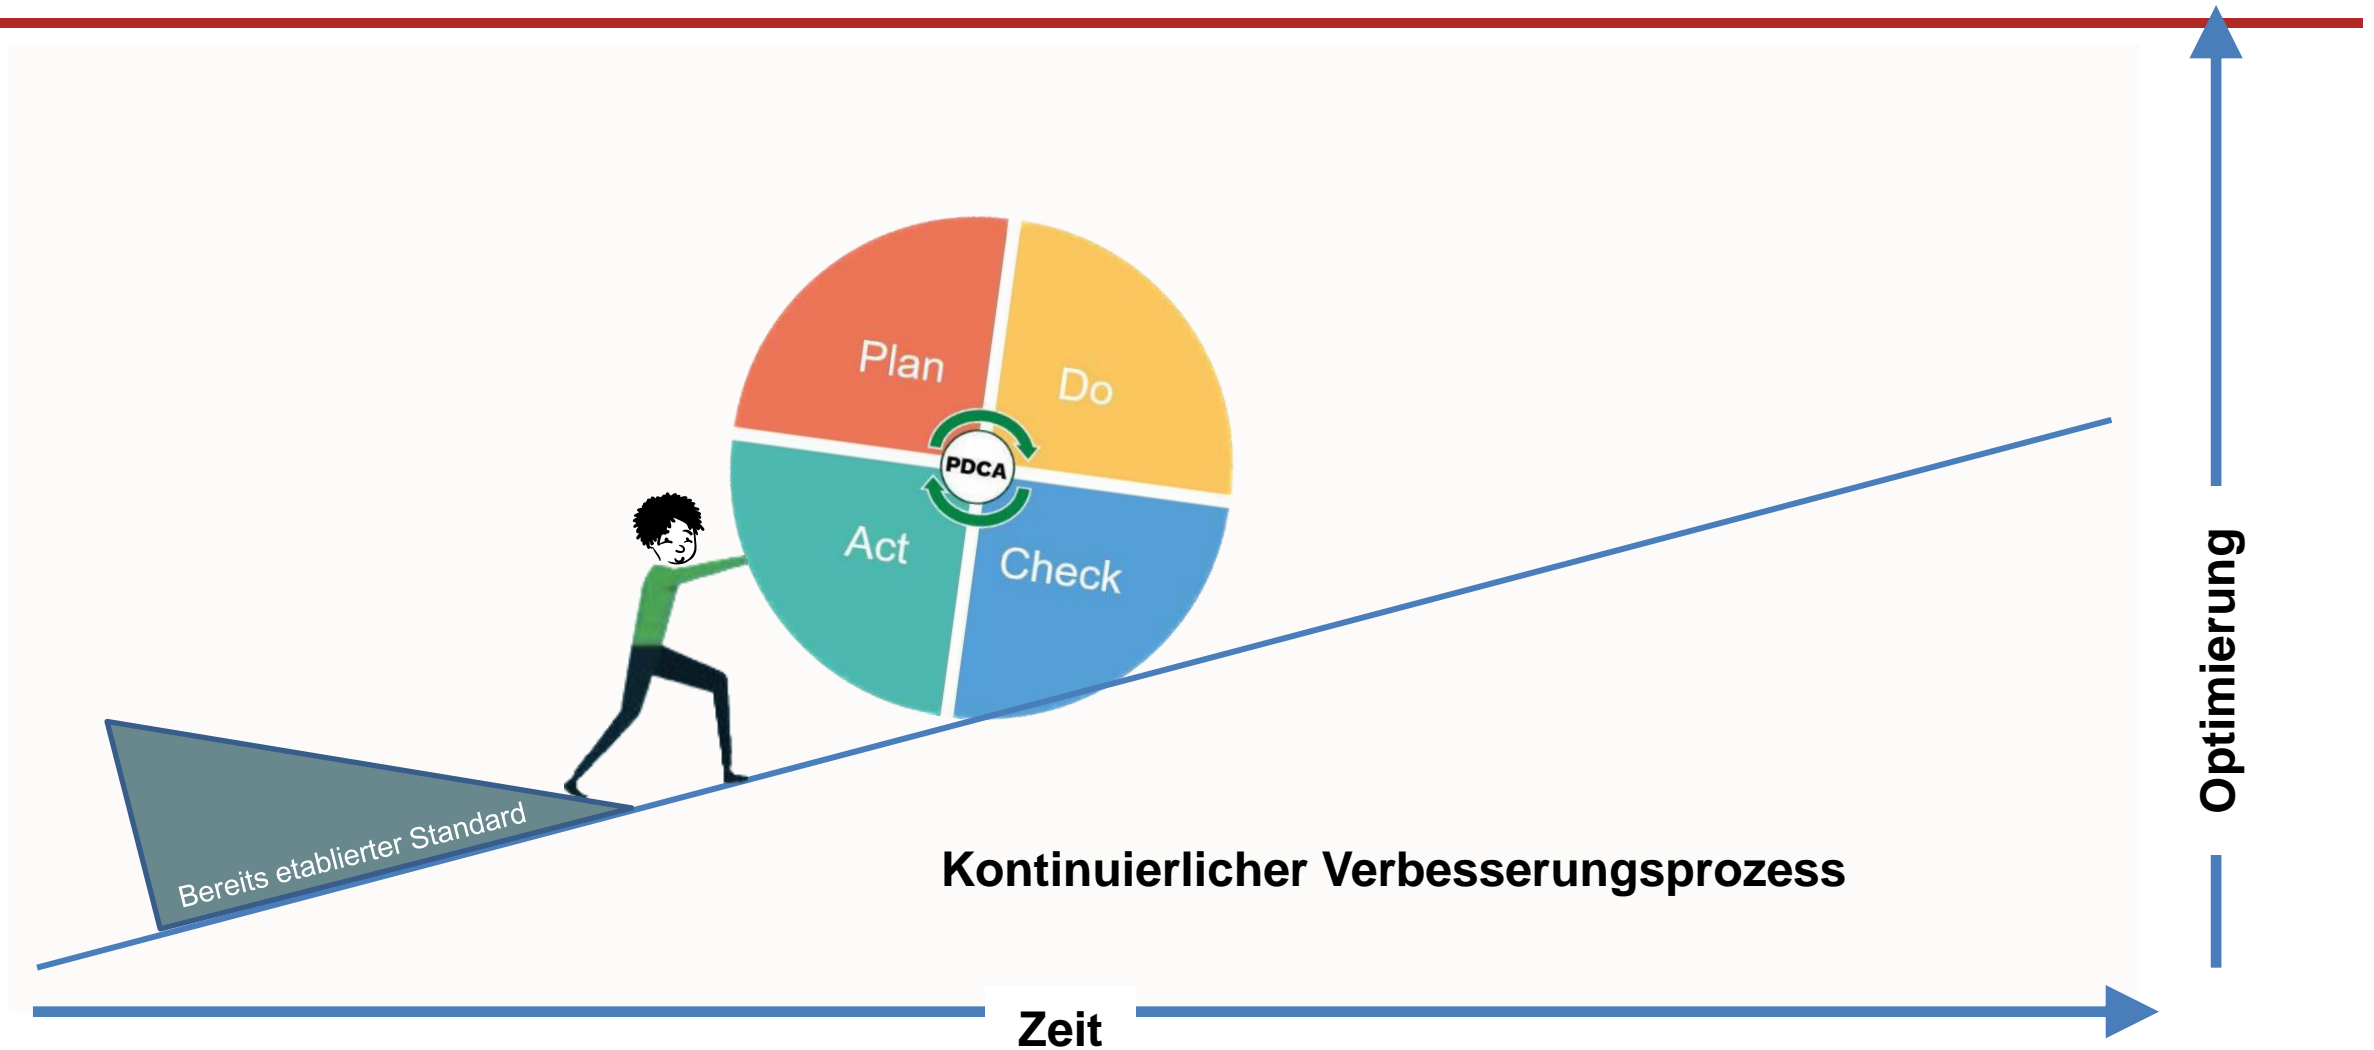 Plan
Do
PDCA
Act
Check
Bereits etablierter Standard
Kontinuierlicher Verbesserungsprozess
Optimierung
Zeit